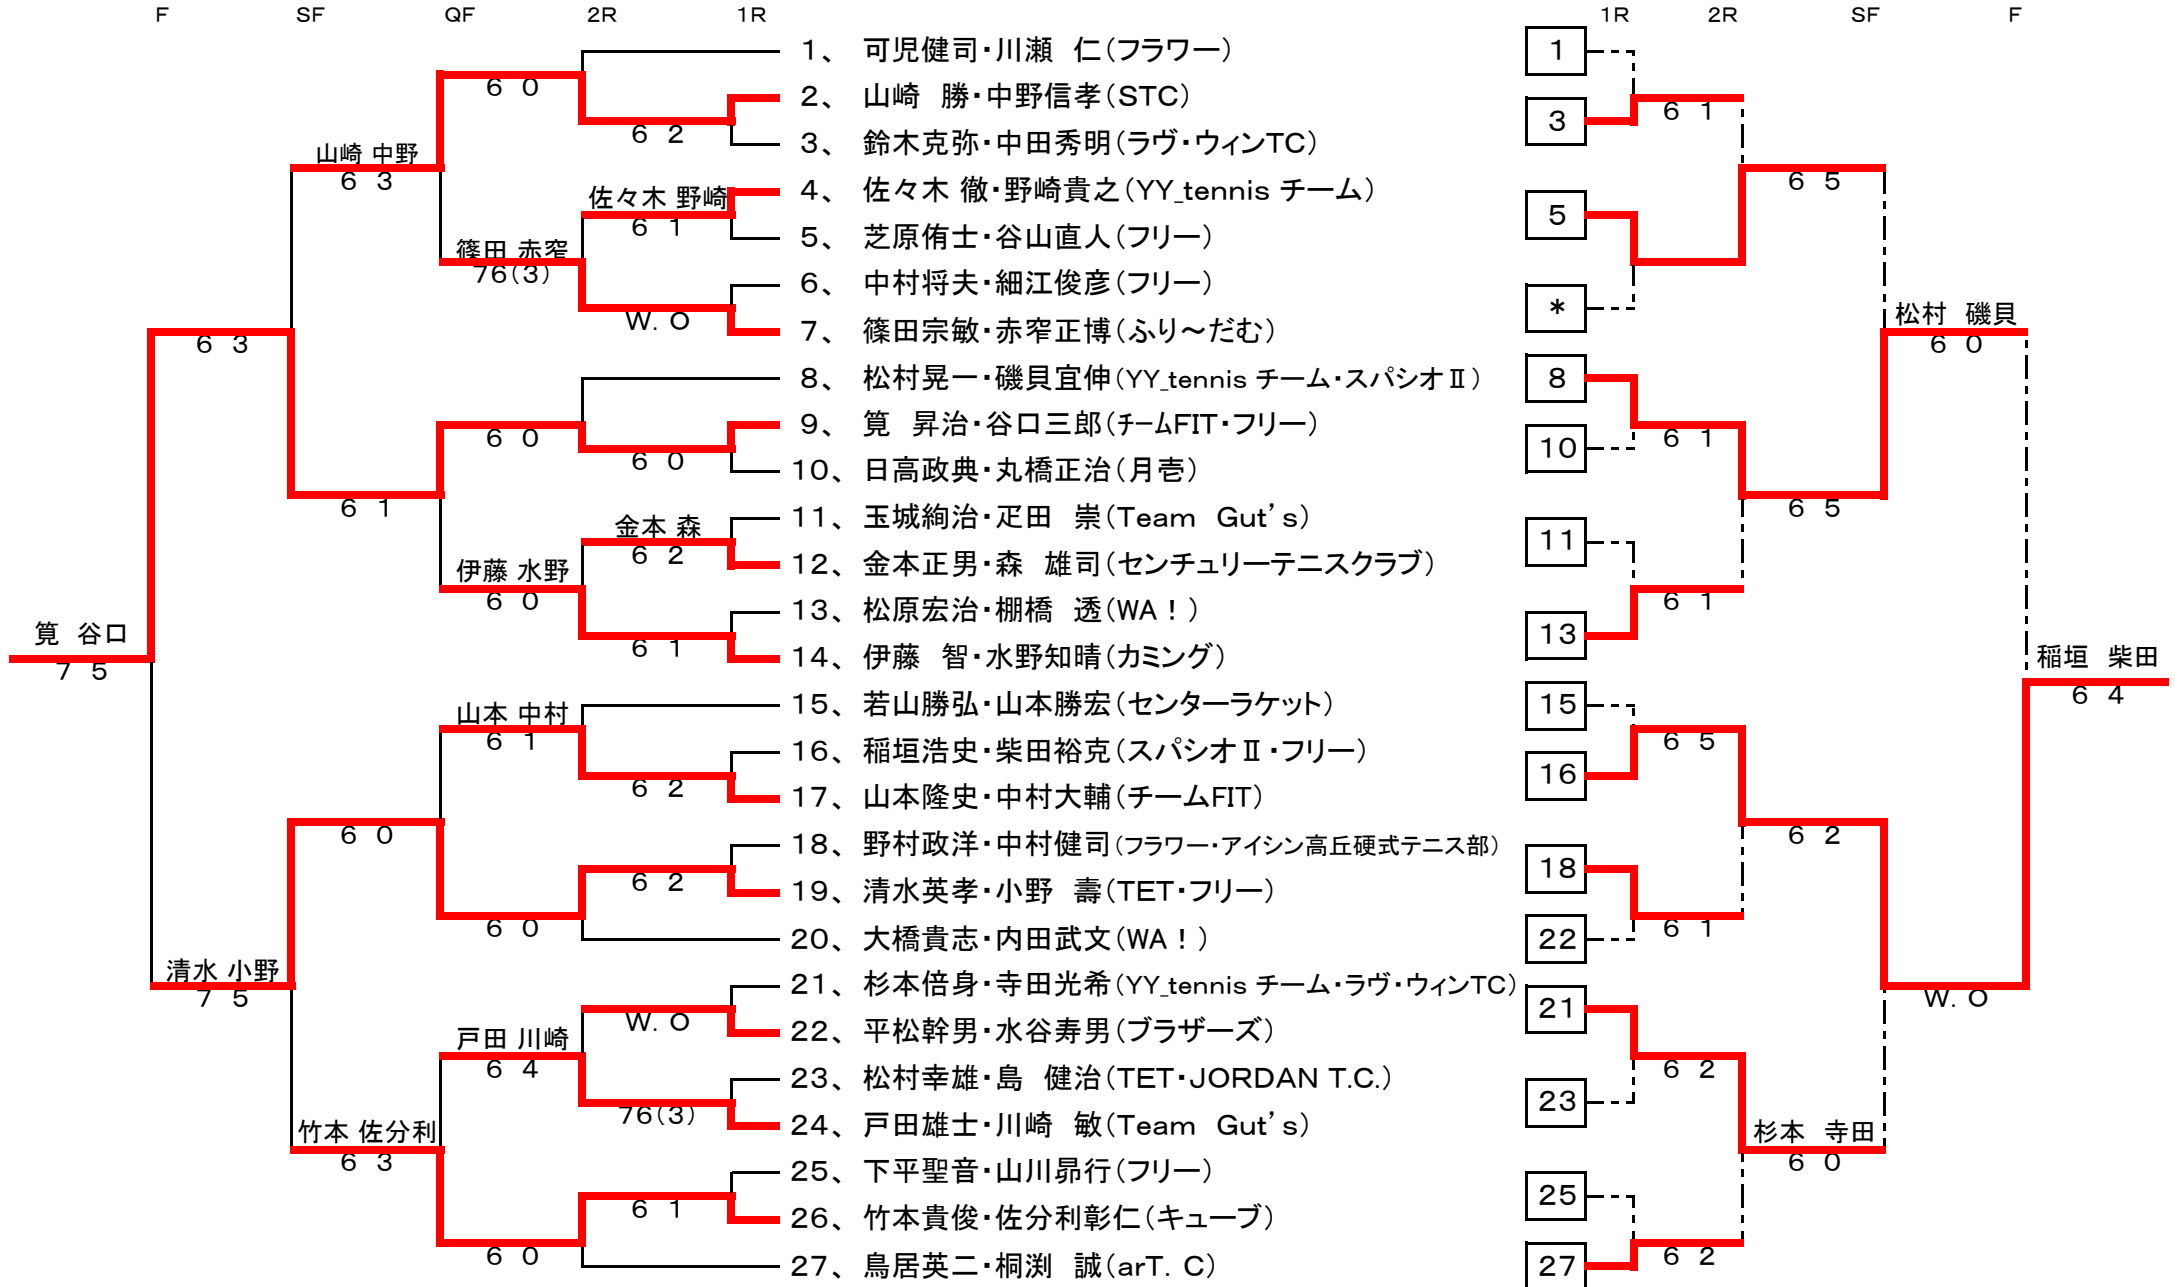 F SF QF 2R 1R 1R 2R SF F
1、 可児健司・川瀬 仁(フラワー) 1
6 0
2、 山崎 勝・中野信孝(STC)
6 2 3 6 1
3、 鈴木克弥・中田秀明(ラヴ・ウィンTC)
山崎 中野
6 3 6 5
佐々木 野崎 4、 佐々木 徹・野崎貴之(YY_tennis チーム)
6 1 5
5、 芝原侑士・谷山直人(フリー)
篠田 赤窄
76(3)
6、 中村将夫・細江俊彦(フリー)
W.O *
7、 篠田宗敏・赤窄正博(ふり～だむ) 松村 磯貝
6 3 6 0
8、 松村晃一・磯貝宜伸(YY_tennis チーム・スパシオⅡ) 8
9、 筧 昇治・谷口三郎(チームFIT・フリー)
6 0 6 1
6 0 10
10、 日高政典・丸橋正治(月壱)
6 1 6 5
11、 玉城絢治・疋田 崇(Team Gut's)
金本 森 11
6 2
12、 金本正男・森 雄司(センチュリーテニスクラブ)
伊藤 水野
6 0 6 1
13、 松原宏治・棚橋 透(WA!)
筧 谷口 6 1 13
7 5
14、 伊藤 智・水野知晴(カミング) 稲垣 柴田
6 4
15、 若山勝弘・山本勝宏(センターラケット) 15
山本 中村
6 1 6 5
16、 稲垣浩史・柴田裕克(スパシオⅡ・フリー)
6 2 16
17、 山本隆史・中村大輔(チームFIT)
6 0 6 2
18、 野村政洋・中村健司(フラワー・アイシン高丘硬式テニス部)
6 2 18
19、 清水英孝・小野 壽(TET・フリー)
6 0 6 1
20、 大橋貴志・内田武文(WA!) 22
清水 小野
7 5
21、 杉本倍身・寺田光希(YY_tennis チーム・ラヴ・ウィンTC) W.O
W.O 21
22、 平松幹男・水谷寿男(ブラザーズ)
戸田 川崎
6 4 6 2
23、 松村幸雄・島 健治(TET・JORDAN T.C.)
76(3) 23
24、 戸田雄士・川崎 敏(Team Gut's)
竹本 佐分利 杉本 寺田
6 3 6 0
25、 下平聖音・山川昴行(フリー)
6 1 25
26、 竹本貴俊・佐分利彰仁(キューブ)
6 0 6 2
27、 鳥居英二・桐渕 誠(arT.C) 27